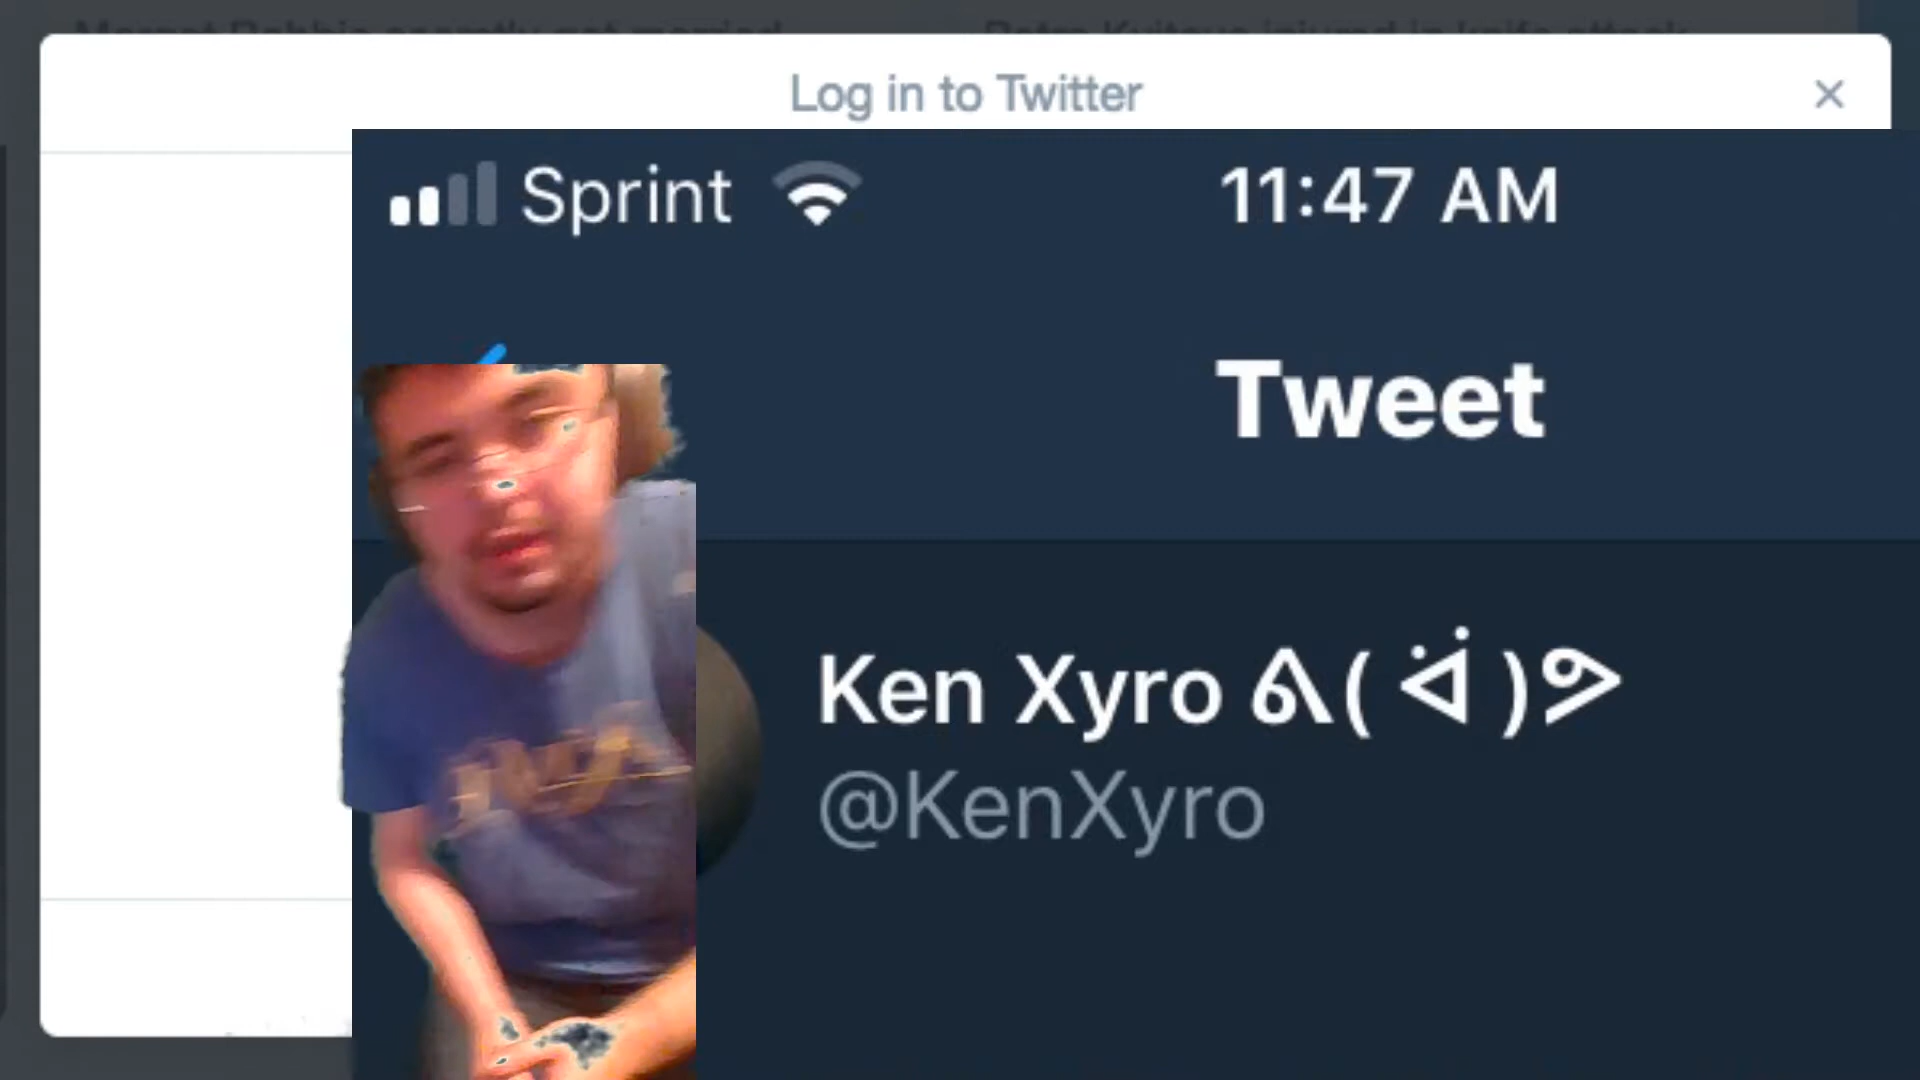 Log in to Twitter
Sprint 11:47 AM
Tweet
Ken Xyro ᕕ( ᐛ )ᕗ
@KenXyro